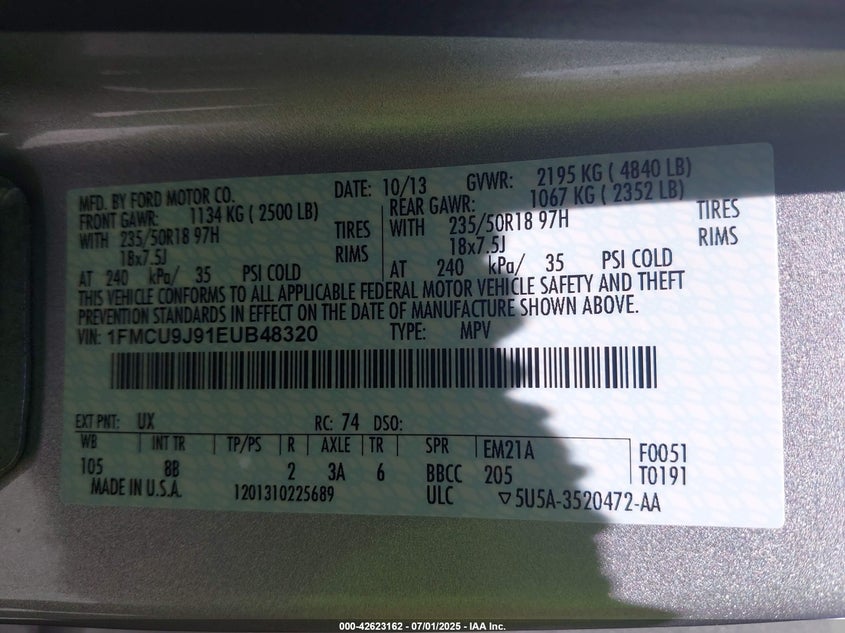 MFD. BY FORD MOTOR CO. DATE: 10/13 GVWR: 2195 KG ( 4840 LB)
FRONT GAWR: 1134 KG ( 2500 LB) REAR GAWR: 1067 KG ( 2352 LB)
WITH 235/50R18 97H TIRES WITH 235/50R18 97H TIRES
18x7.5J RIMS 18x7.5J RIMS
AT 240 kPa/ 35 PSI COLD AT 240 kPa/ 35 PSI COLD
THIS VEHICLE CONFORMS TO ALL APPLICABLE FEDERAL MOTOR VEHICLE SAFETY AND THEFT
PREVENTION STANDARDS IN EFFECT ON THE DATE OF MANUFACTURE SHOWN ABOVE.
VIN: 1FMCU9J91EUB48320 TYPE: MPV
EXT PNT: UX RC: 74 DSO:
WB INT TR TP/PS R AXLE TR SPR EM21A F0051
105 8B 2 3A 6 BBCC 205 T0191
MADE IN U.S.A. 1201310225689 ULC ▽5U5A-3520472-AA
000-42623162 - 07/01/2025 - IAA Inc.